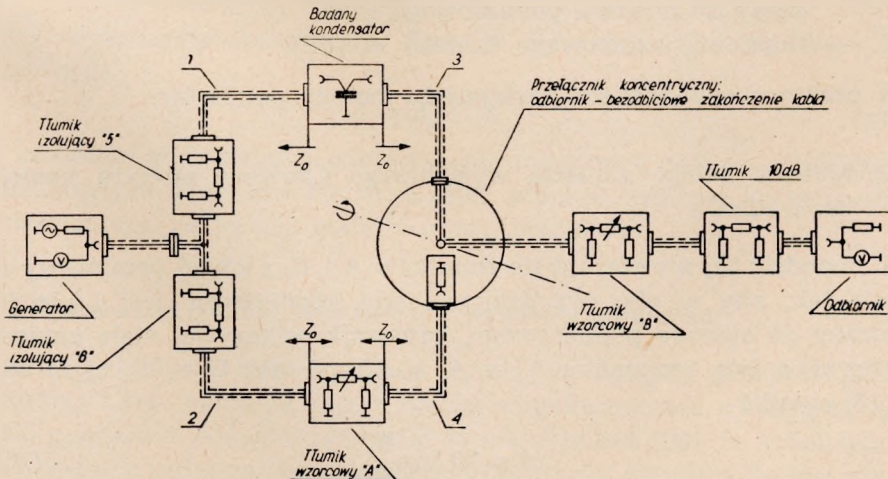 Badany
kondensator
1
3
Przełącznik koncentryczny:
odbiornik – bezodbiciowe zakończenie kabla
Tłumik
izolujący "5"
Z₀
Z₀
Tłumik 10dB
V
V
Generator
Tłumik
wzorcowy "B"
Odbiornik
Tłumik
izolujący "6"
Z₀
Z₀
2
4
Tłumik
wzorcowy "A"